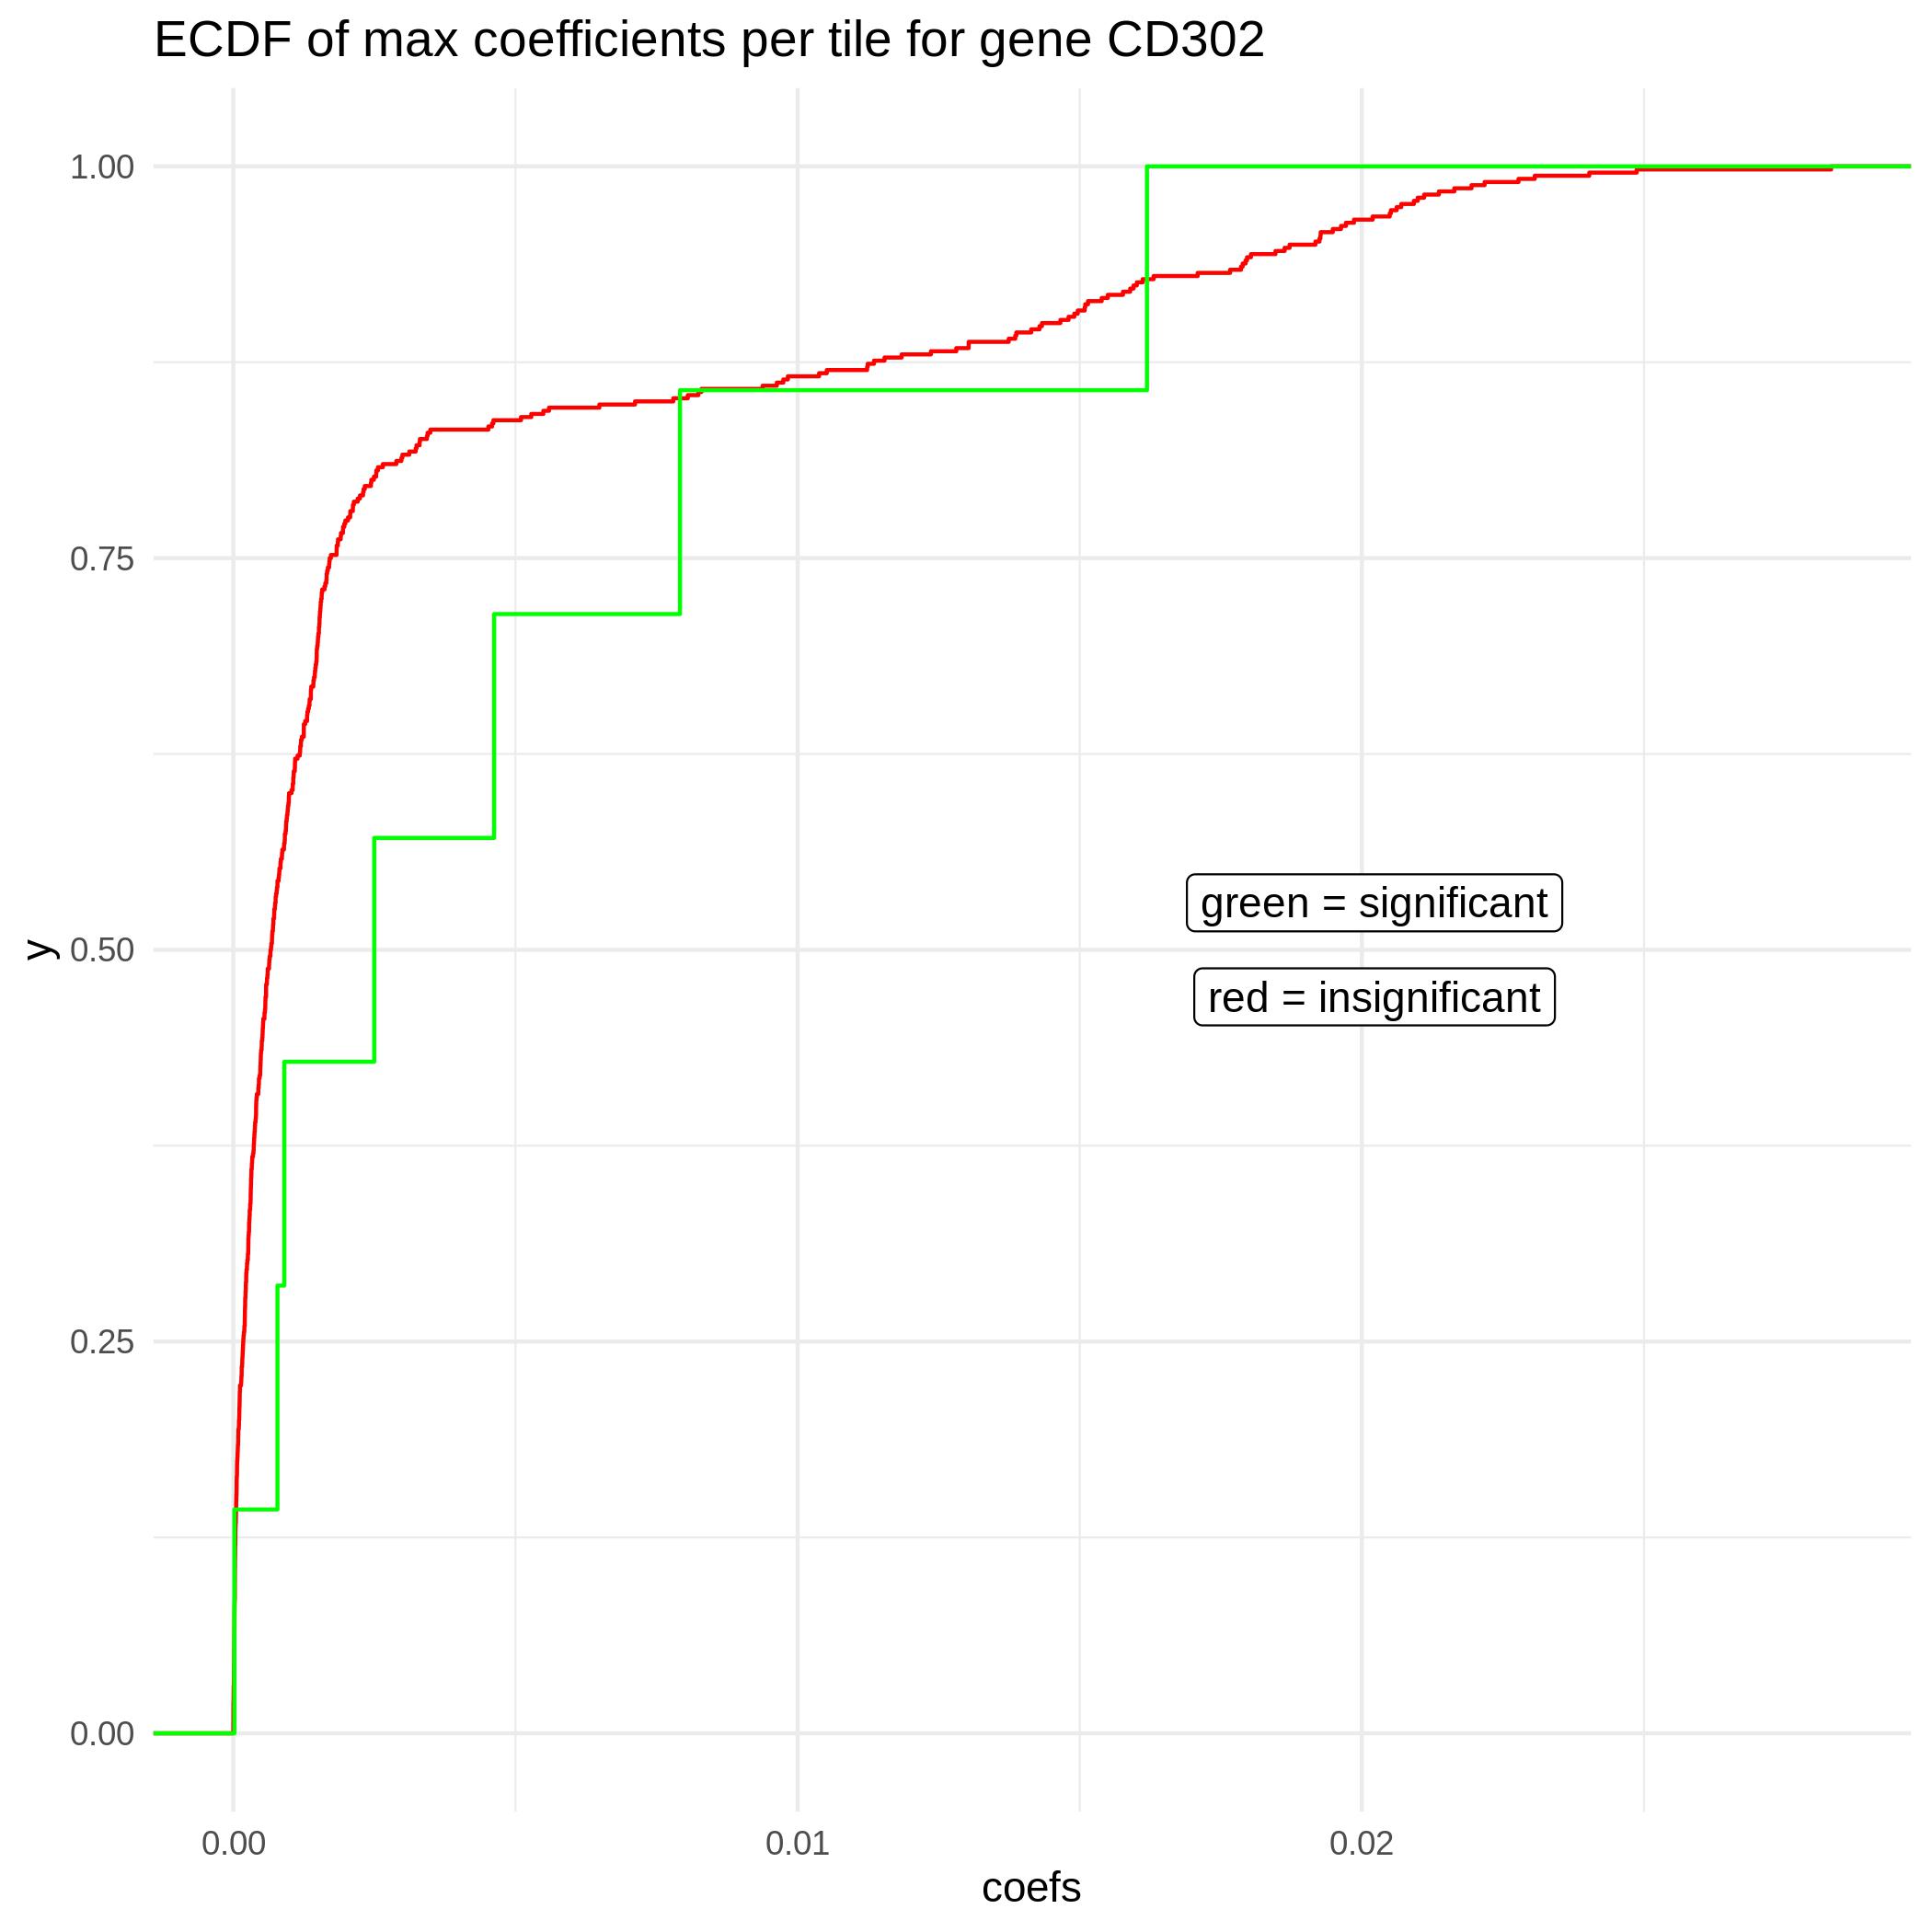 ECDF of max coefficients per tile for gene CD302
1.00
0.75
0.50
0.25
0.00
y
green = significant
red = insignificant
0.00 0.01 0.02
coefs